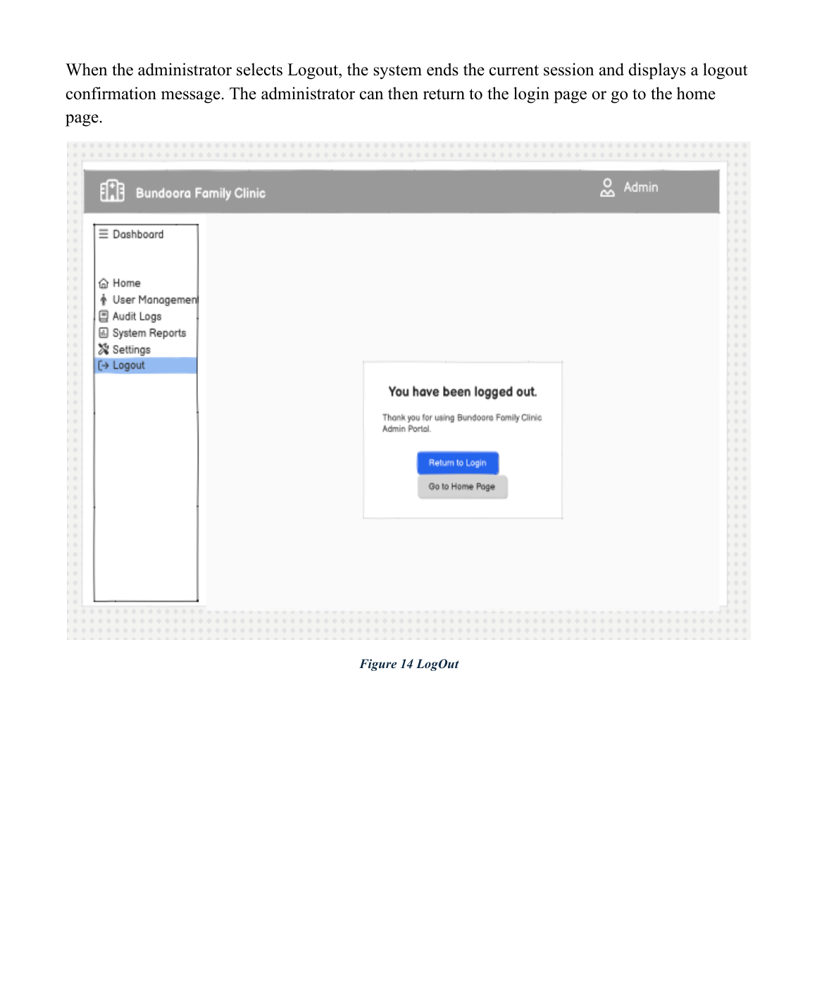 When the administrator selects Logout, the system ends the current session and displays a logout
confirmation message. The administrator can then return to the login page or go to the home
page.
Bundoora Family Clinic
Admin
Dashboard
Home
User Management
Audit Logs
System Reports
Settings
Logout
You have been logged out.
Thank you for using Bundoora Family Clinic
Admin Portal.
Return to Login
Go to Home Page
Figure 14 LogOut